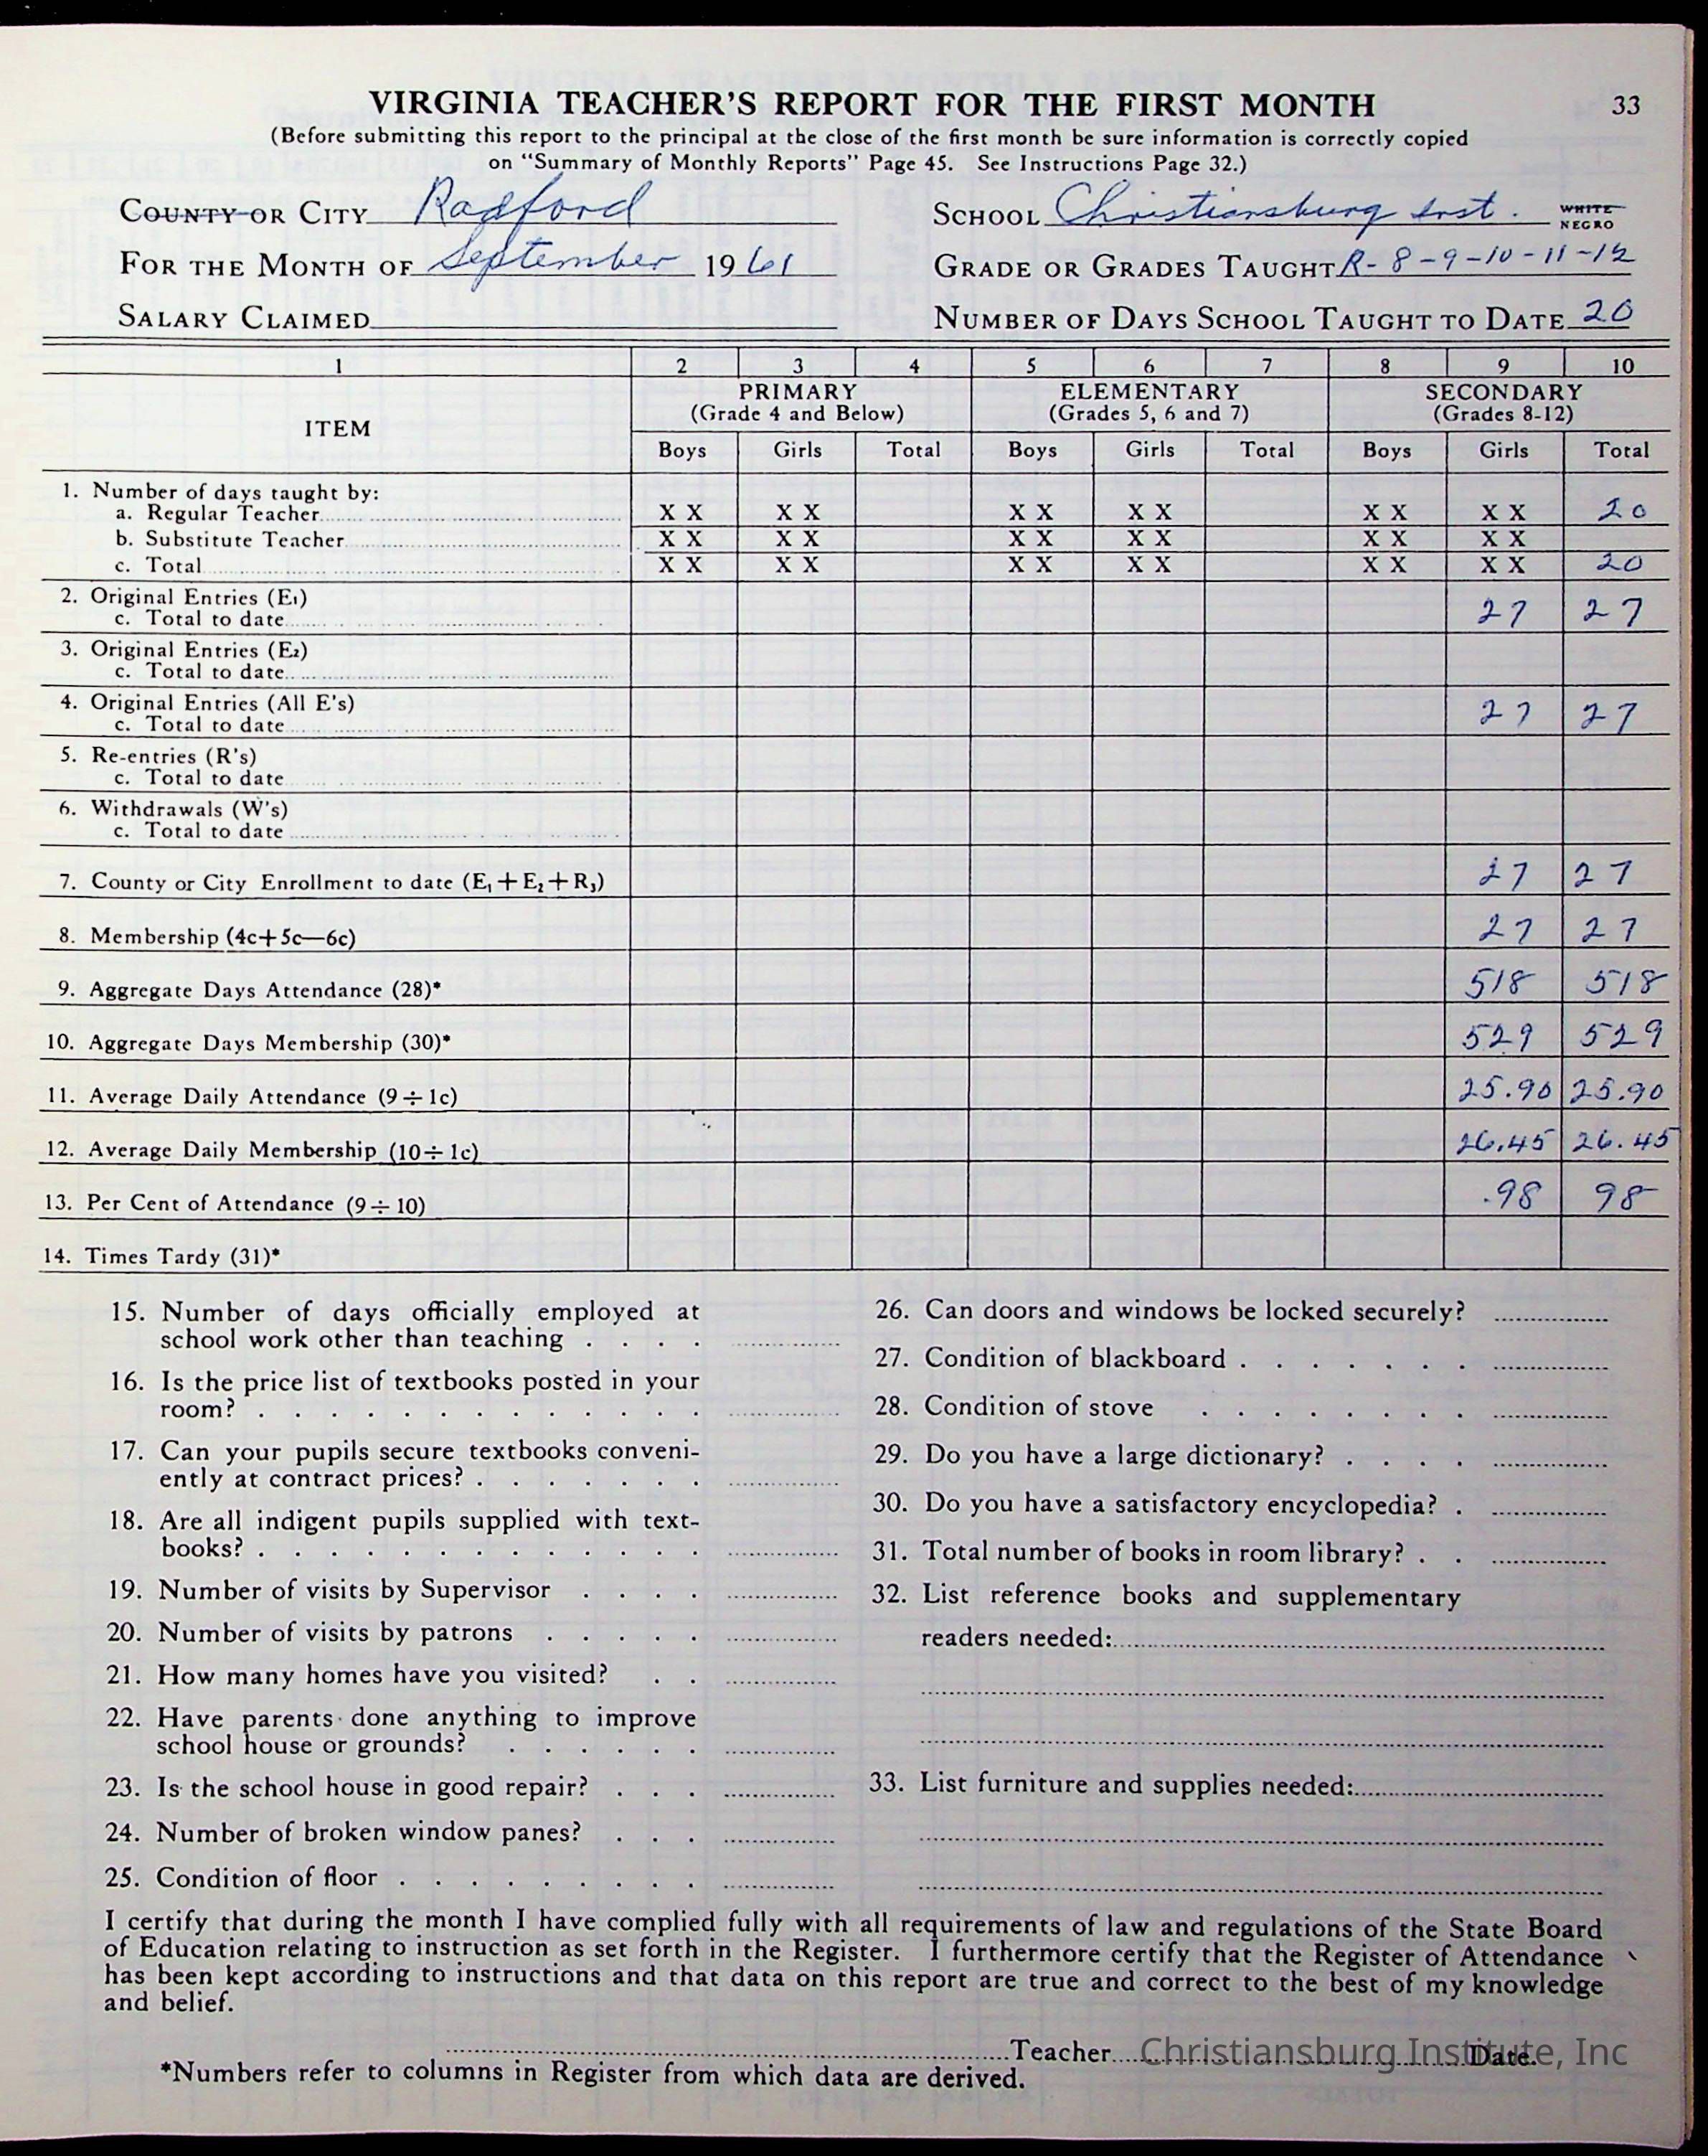 VIRGINIA TEACHER'S REPORT FOR THE FIRST MONTH 33
(Before submitting this report to the principal at the close of the first month be sure information is correctly copied
on "Summary of Monthly Reports" Page 45. See Instructions Page 32.)
COUNTY OR CITY Radford SCHOOL Christiansburg Inst. WHITE
NEGRO
FOR THE MONTH OF September 1961 GRADE OR GRADES TAUGHT R-8-9-10-11-12
SALARY CLAIMED NUMBER OF DAYS SCHOOL TAUGHT TO DATE 20
1 2 3 4 5 6 7 8 9 10
ITEM PRIMARY ELEMENTARY SECONDARY
(Grade 4 and Below) (Grades 5, 6 and 7) (Grades 8-12)
Boys Girls Total Boys Girls Total Boys Girls Total
1. Number of days taught by:
a. Regular Teacher X X X X X X X X X X X X 20
b. Substitute Teacher X X X X X X X X X X X X
c. Total X X X X X X X X X X X X 20
2. Original Entries (E1)
c. Total to date 27 27
3. Original Entries (E2)
c. Total to date
4. Original Entries (All E's)
c. Total to date 27 27
5. Re-entries (R's)
c. Total to date
6. Withdrawals (W's)
c. Total to date
7. County or City Enrollment to date (E1+E2+R3) 27 27
8. Membership (4c+5c—6c) 27 27
9. Aggregate Days Attendance (28)* 518 518
10. Aggregate Days Membership (30)* 529 529
11. Average Daily Attendance (9÷1c) 25.90 25.90
12. Average Daily Membership (10÷1c) 26.45 26.45
13. Per Cent of Attendance (9÷10) .98 98
14. Times Tardy (31)*
15. Number of days officially employed at
school work other than teaching
16. Is the price list of textbooks posted in your
room?
17. Can your pupils secure textbooks conveni-
ently at contract prices?
18. Are all indigent pupils supplied with text-
books?
19. Number of visits by Supervisor
20. Number of visits by patrons
21. How many homes have you visited?
22. Have parents done anything to improve
school house or grounds?
23. Is the school house in good repair?
24. Number of broken window panes?
25. Condition of floor
26. Can doors and windows be locked securely?
27. Condition of blackboard
28. Condition of stove
29. Do you have a large dictionary?
30. Do you have a satisfactory encyclopedia?
31. Total number of books in room library?
32. List reference books and supplementary
readers needed:
33. List furniture and supplies needed:
I certify that during the month I have complied fully with all requirements of law and regulations of the State Board
of Education relating to instruction as set forth in the Register. I furthermore certify that the Register of Attendance
has been kept according to instructions and that data on this report are true and correct to the best of my knowledge
and belief.
Teacher Date.
Christiansburg Institute, Inc
*Numbers refer to columns in Register from which data are derived.